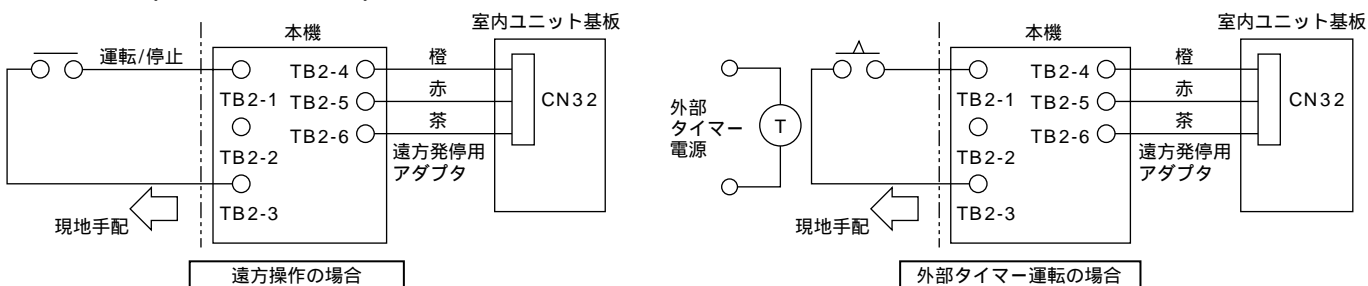 室内ユニット基板
本機
運転/停止
橙
TB2-4
TB2-1
TB2-5
赤
CN32
TB2-6
茶
TB2-2
遠方発停用
アダプタ
TB2-3
現地手配
遠方操作の場合
室内ユニット基板
本機
橙
TB2-4
外部
タイマー
電源
T
TB2-1
TB2-5
赤
CN32
TB2-6
茶
TB2-2
遠方発停用
アダプタ
TB2-3
現地手配
外部タイマー運転の場合